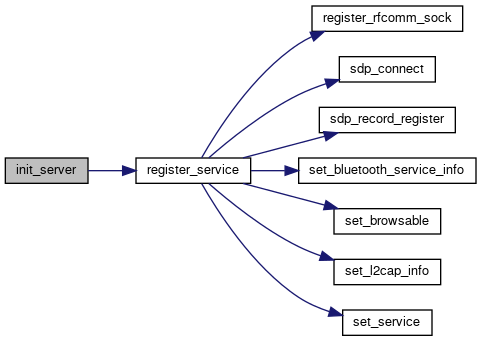 init_server
register_service
register_rfcomm_sock
sdp_connect
sdp_record_register
set_bluetooth_service_info
set_browsable
set_l2cap_info
set_service